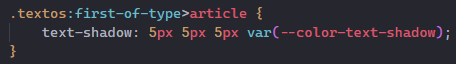 .textos:first-of-type>article {
    text-shadow: 5px 5px 5px var(--color-text-shadow);
}